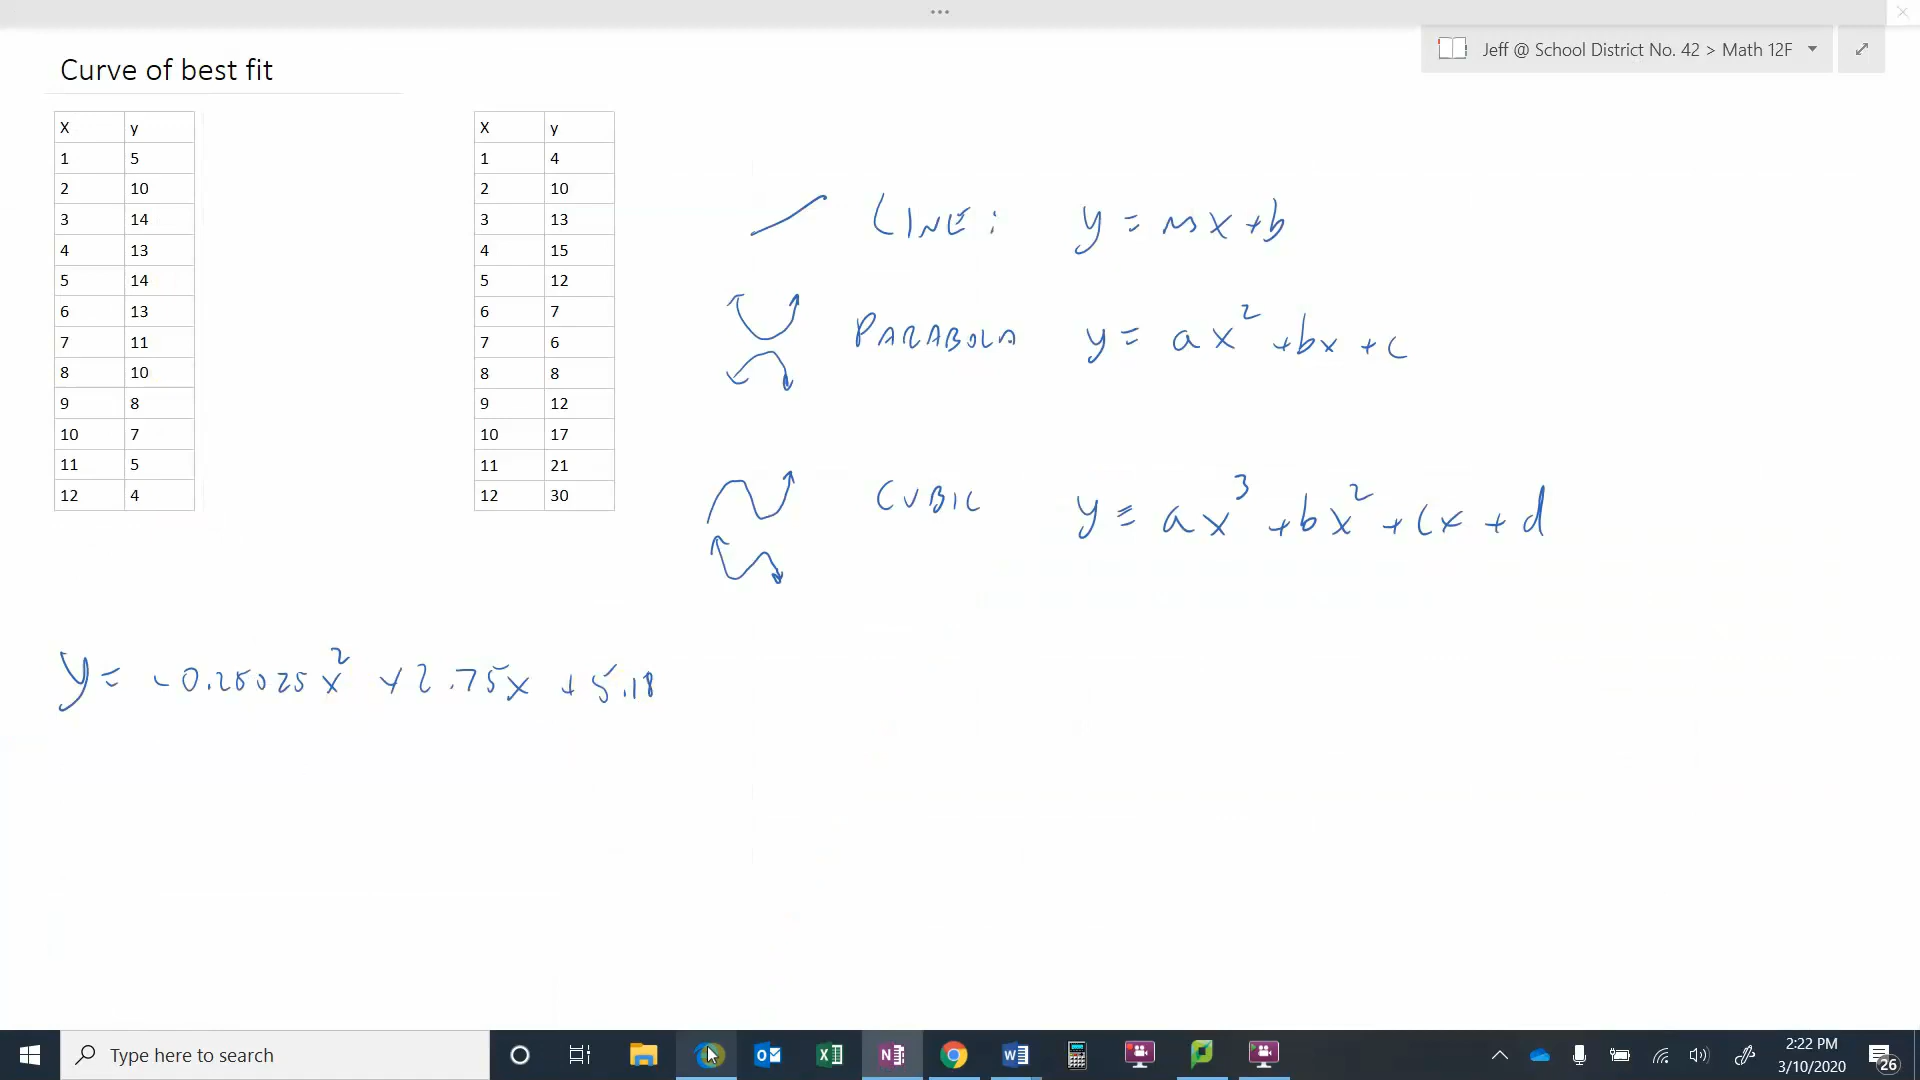 Jeff @ School District No. 42 > Math 12F
Curve of best fit
X y
1 5
2 10
3 14
4 13
5 14
6 13
7 11
8 10
9 8
10 7
11 5
12 4
X y
1 4
2 10
3 13
4 15
5 12
6 7
7 6
8 8
9 12
10 17
11 21
12 30
LINE: y = mx+b
PARABOLA y = ax² +bx +c
CUBIC y = ax³ +bx² +cx + d
y = -0.25025x² +2.75x +5.18
Type here to search
2:22 PM
3/10/2020
26